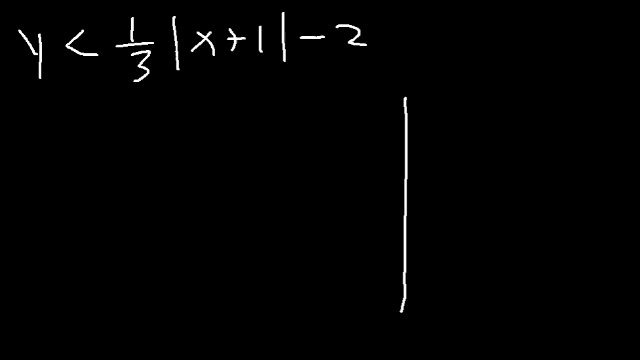 y < 1/3 |x+1| - 2